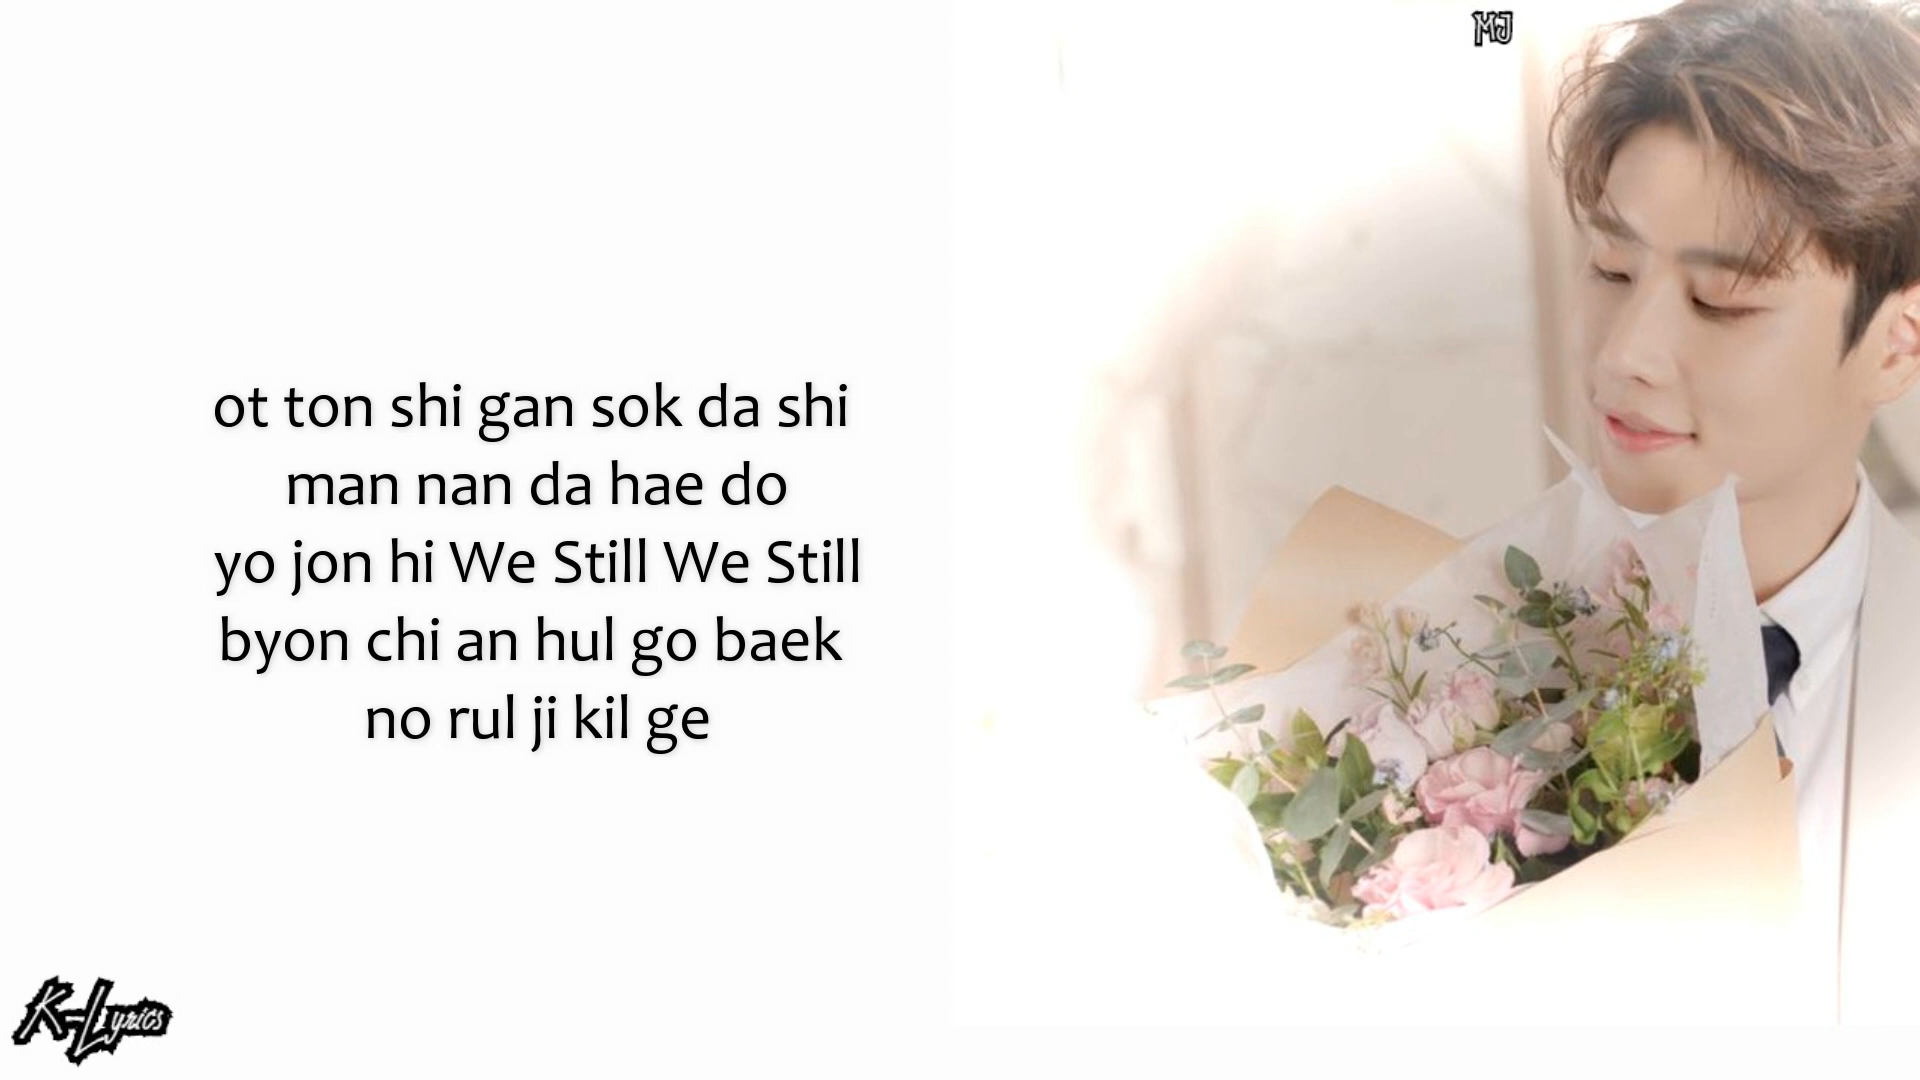 MJ
ot ton shi gan sok da shi
man nan da hae do
yo jon hi We Still We Still
byon chi an hul go baek
no rul ji kil ge
K-Lyrics